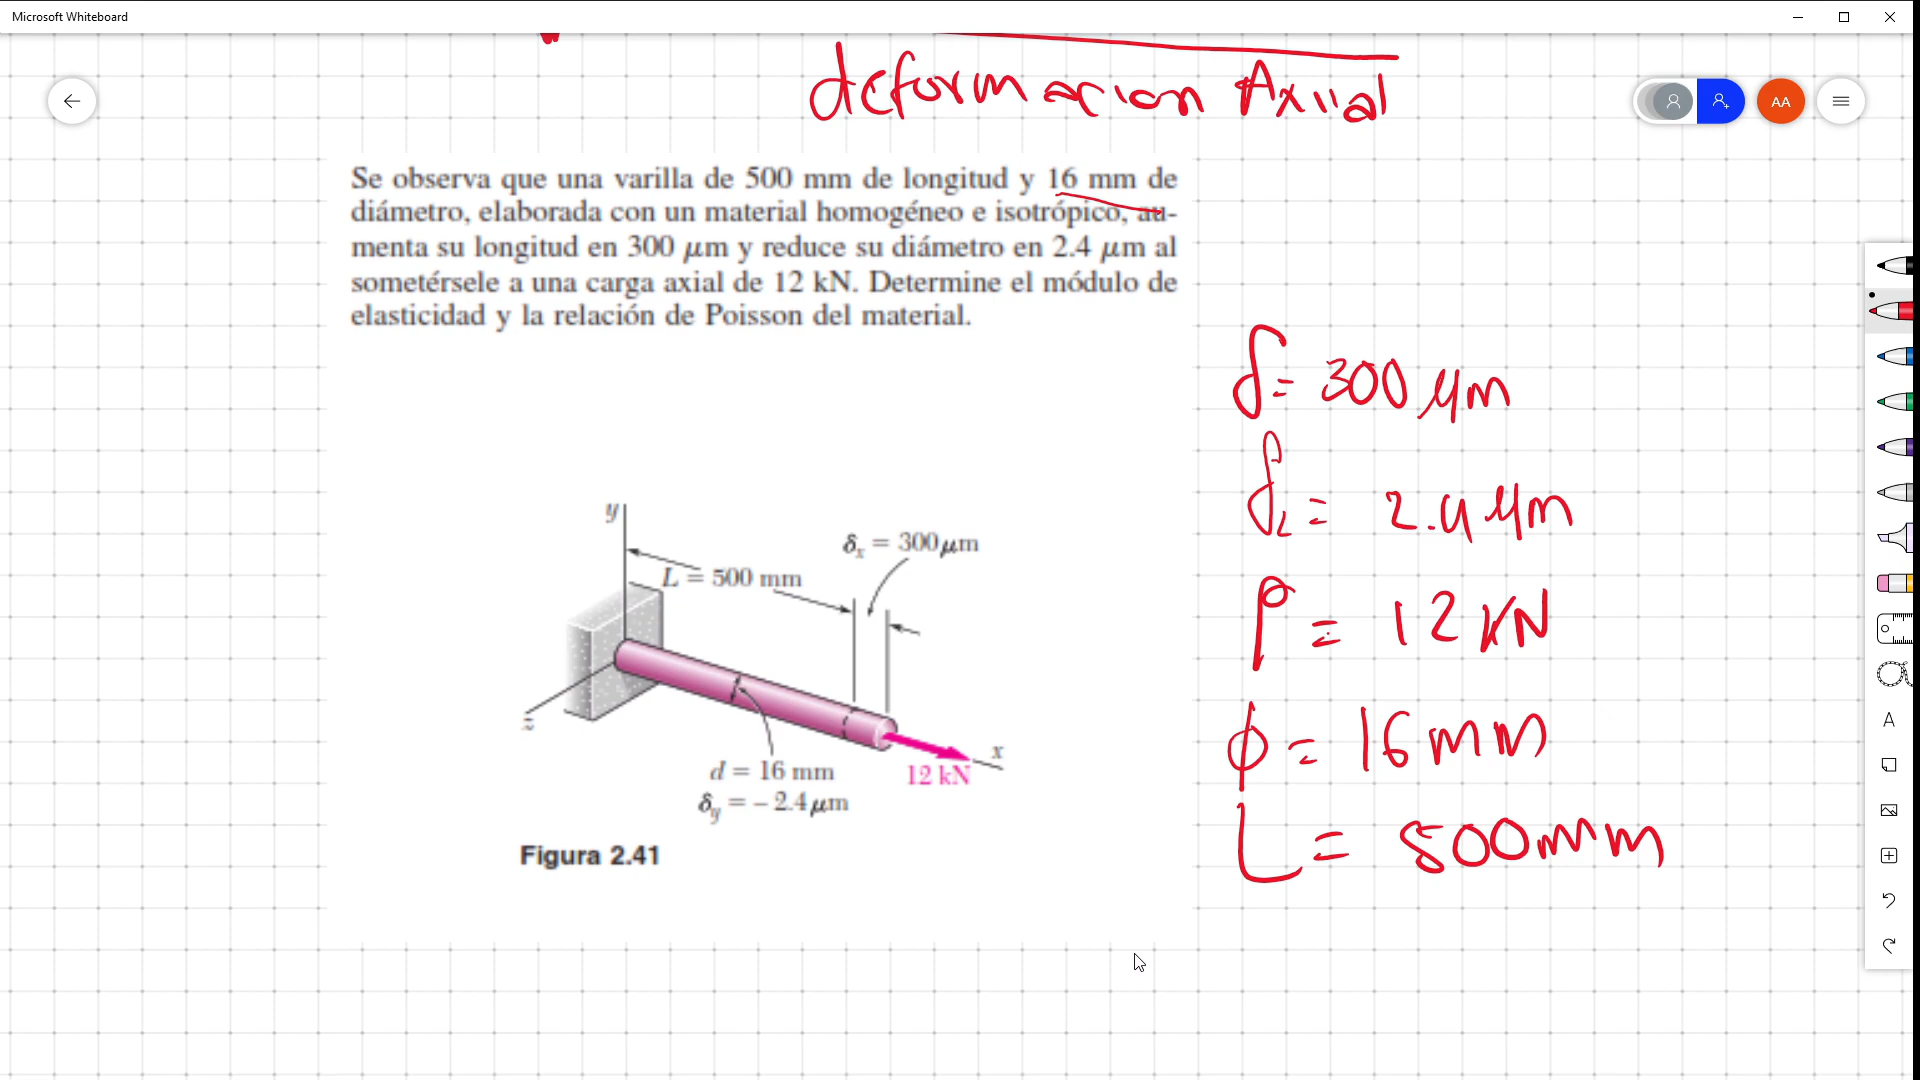 Microsoft Whiteboard
deformacion Axial
AA
Se observa que una varilla de 500 mm de longitud y 16 mm de
diámetro, elaborada con un material homogéneo e isotrópico, au-
menta su longitud en 300 μm y reduce su diámetro en 2.4 μm al
sometérsele a una carga axial de 12 kN. Determine el módulo de
elasticidad y la relación de Poisson del material.
δ = 300 μm
δL = 2.4 μm
P = 12 KN
ϕ = 16 mm
L = 500 mm
y
δx = 300 μm
L = 500 mm
z
x
d = 16 mm
12 kN
δy = – 2.4 μm
Figura 2.41
A